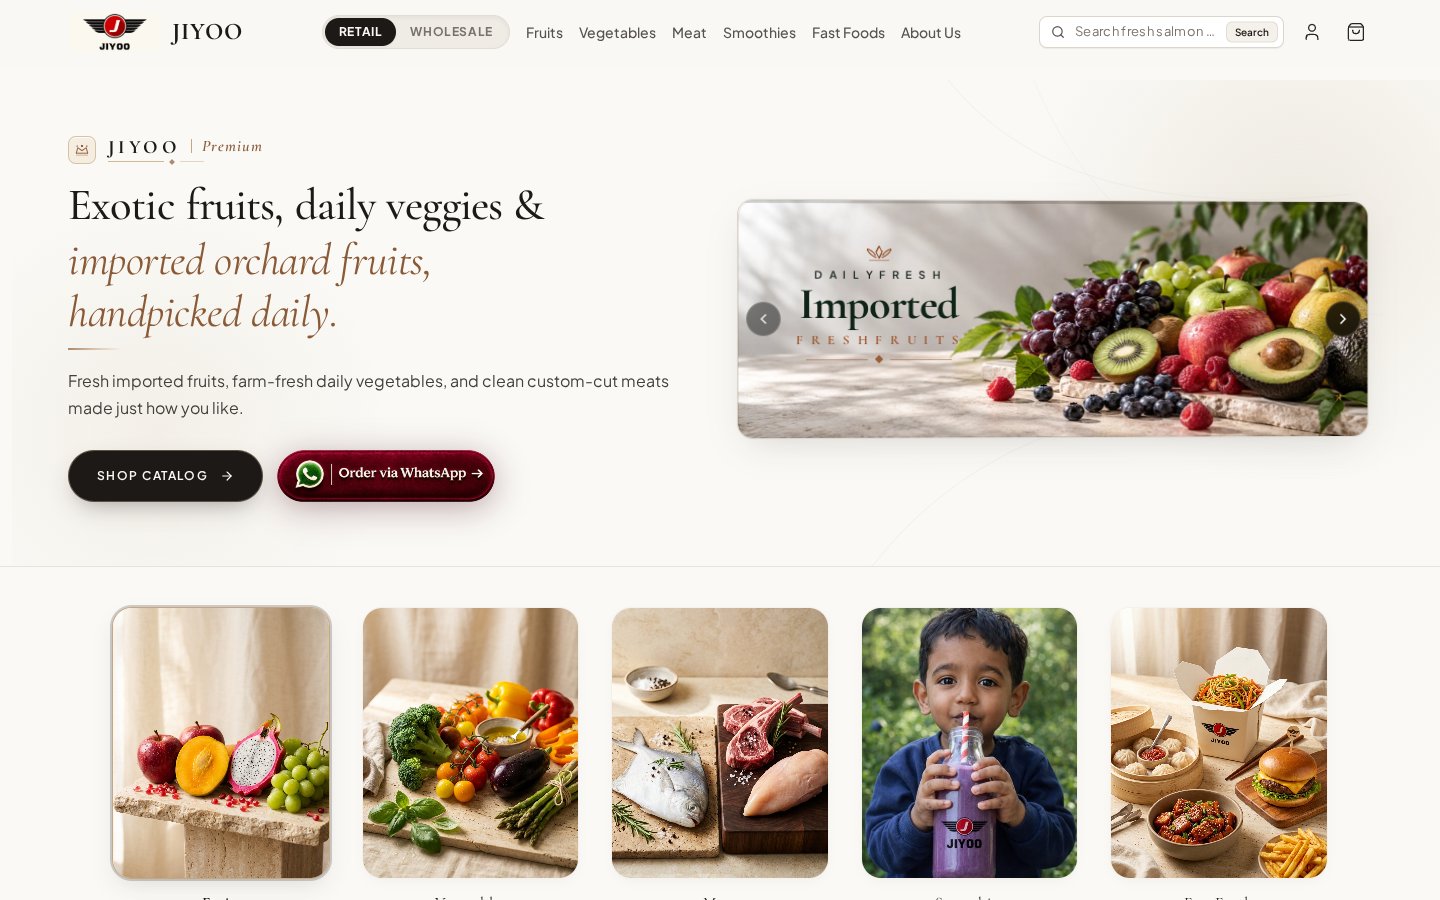 JIYOO
JIYOO
RETAIL
WHOLESALE
Fruits
Vegetables
Meat
Smoothies
Fast Foods
About Us
Search fresh salmon ...
Search
JIYOO
Premium
Exotic fruits, daily veggies &
imported orchard fruits,
handpicked daily.
Fresh imported fruits, farm-fresh daily vegetables, and clean custom-cut meats
made just how you like.
SHOP CATALOG →
Order via WhatsApp →
DAILYFRESH
Imported
FRESHFRUITS
JIYOO
JIYOO